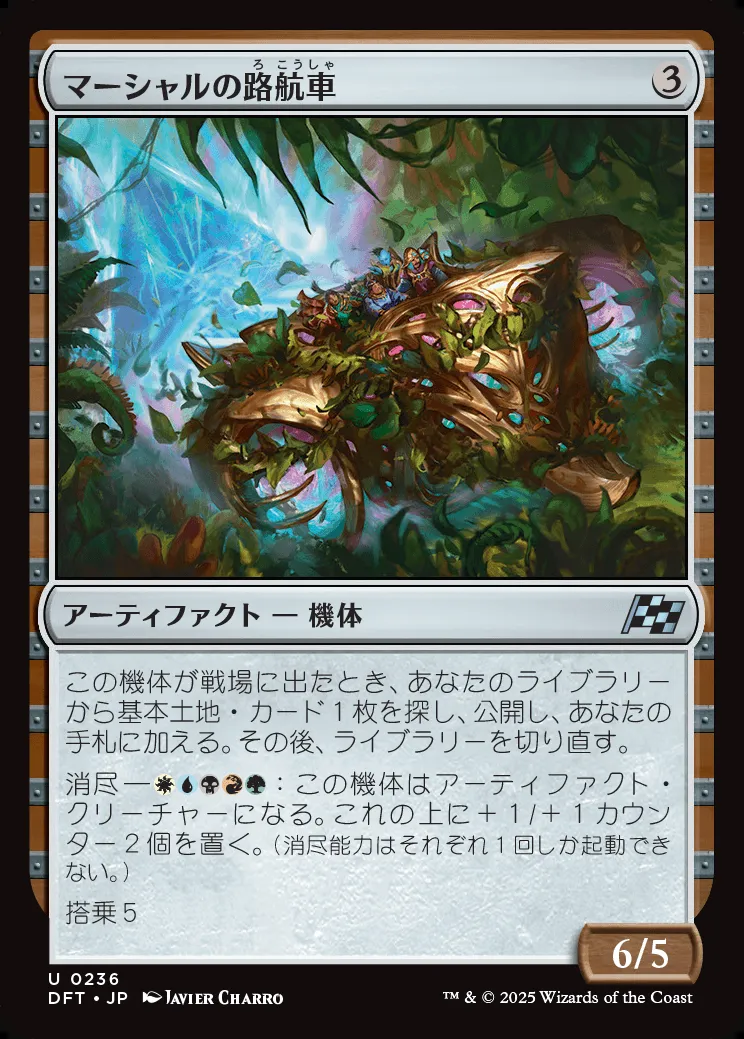 マーシャルの路航車 3
ろ こうしゃ
アーティファクト — 機体
この機体が戦場に出たとき、あなたのライブラリー
から基本土地・カード1枚を探し、公開し、あなたの
手札に加える。その後、ライブラリーを切り直す。
消尽 — : この機体はアーティファクト・
クリーチャーになる。これの上に+1/+1カウン
ター2個を置く。(消尽能力はそれぞれ1回しか起動でき
ない。)
搭乗5
6/5
U 0236
DFT • JP Javier Charro
™ & © 2025 Wizards of the Coast